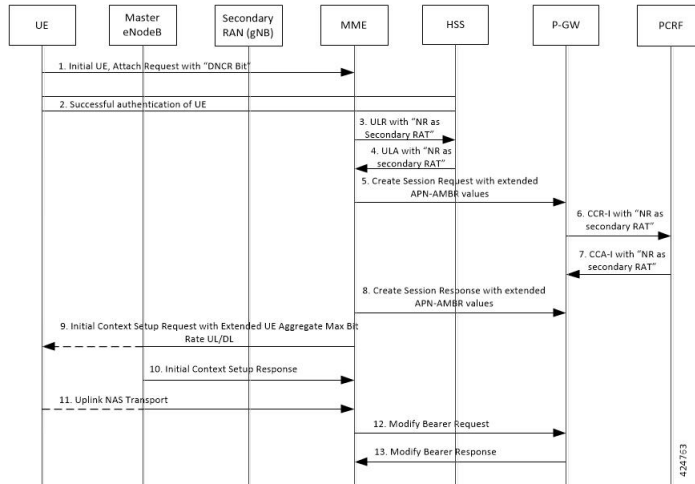 UE
Master
eNodeB
Secondary
RAN (gNB)
MME
HSS
P-GW
PCRF
1. Initial UE, Attach Request with “DNCR Bit”
2. Successful authentication of UE
3. ULR with “NR as
Secondary RAT”
4. ULA with “NR as
secondary RAT”
5. Create Session Request with extended
APN-AMBR values
6. CCR-I with “NR as
secondary RAT”
7. CCA-I with “NR as
secondary RAT”
8. Create Session Response with extended
APN-AMBR values
9. Initial Context Setup Request with Extended UE Aggregate Max Bit
Rate UL/DL
10. Initial Context Setup Response
11. Uplink NAS Transport
12. Modify Bearer Request
13. Modify Bearer Response
424763